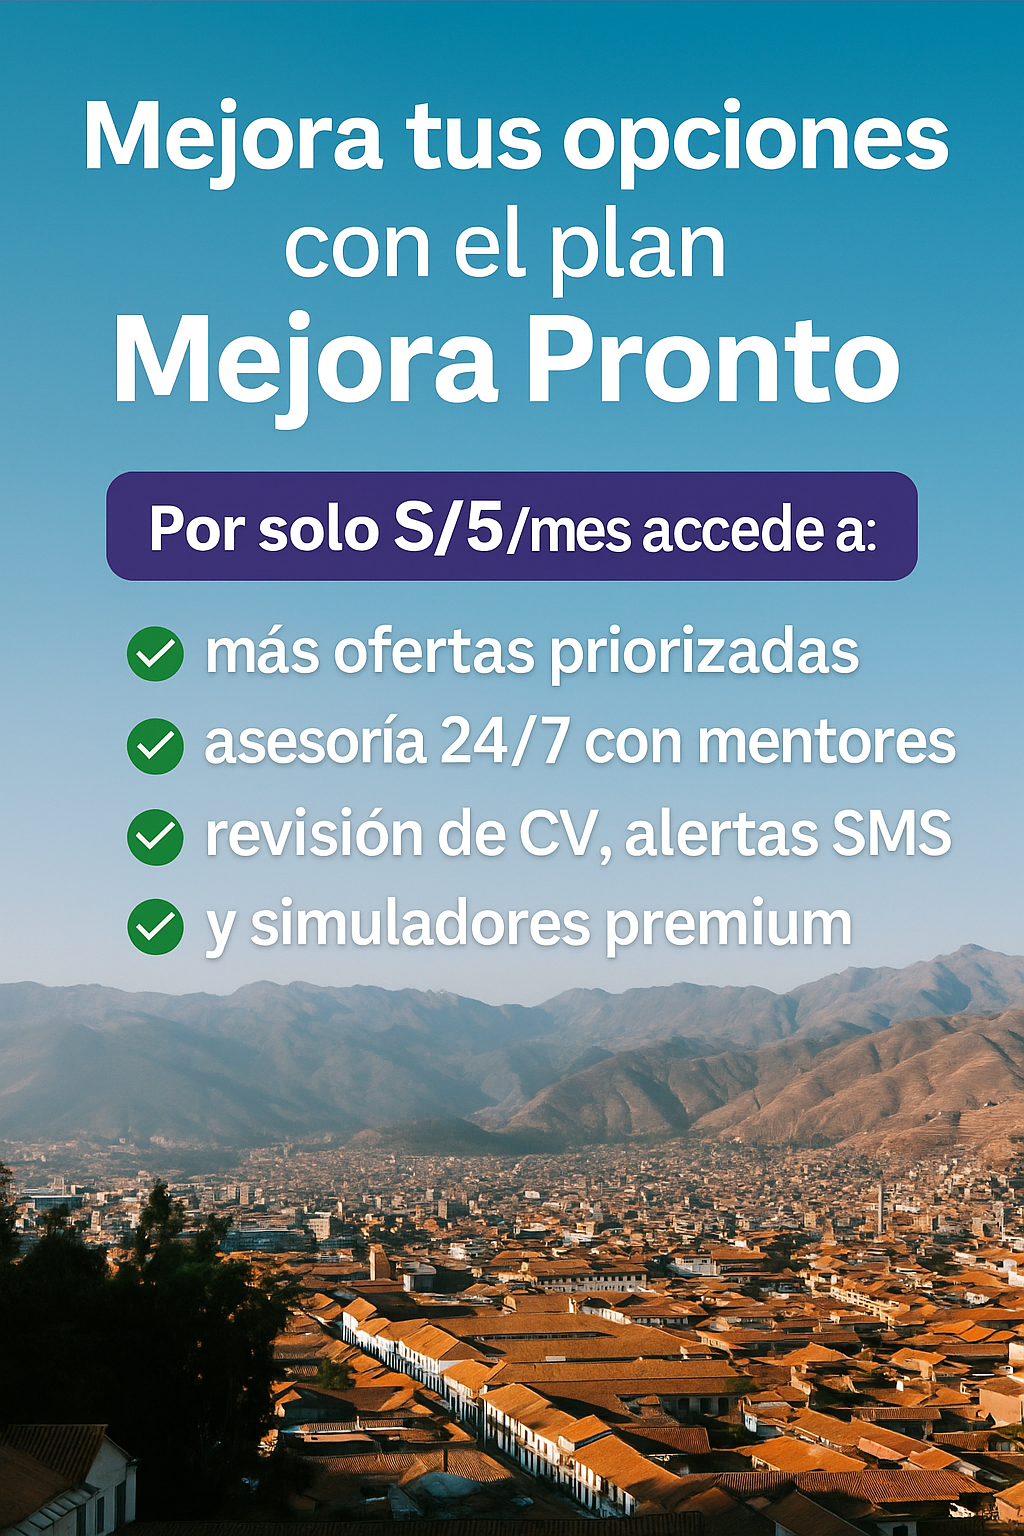 Mejora tus opciones
con el plan
Mejora Pronto
Por solo S/5/mes accede a:
más ofertas priorizadas
asesoría 24/7 con mentores
revisión de CV, alertas SMS
y simuladores premium